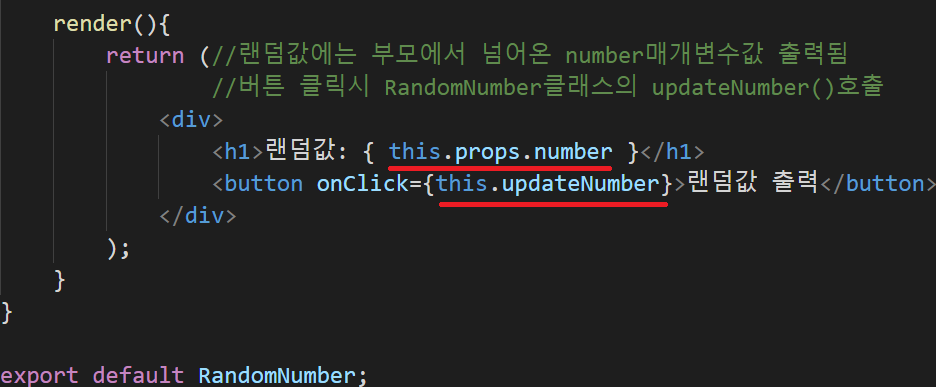 render(){
return (//랜덤값에는 부모에서 넘어온 number매개변수값 출력됨
//버튼 클릭시 RandomNumber클래스의 updateNumber()호출
<div>
<h1>랜덤값: { this.props.number }</h1>
<button onClick={this.updateNumber}>랜덤값 출력</button>
</div>
);
}
}
export default RandomNumber;